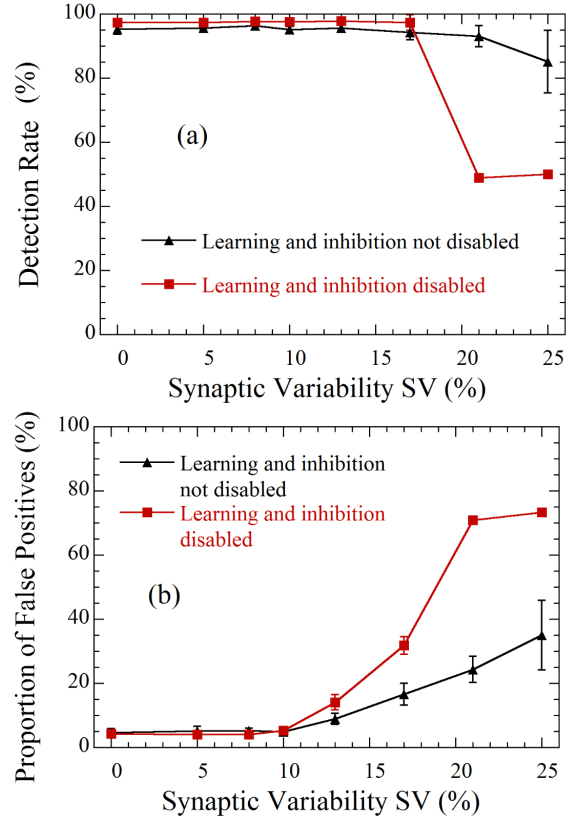 100
80
60
40
20
0
Detection Rate (%)
(a)
Learning and inhibition not disabled
Learning and inhibition disabled
0 5 10 15 20 25
Synaptic Variability SV (%)
100
80
60
40
20
0
Proportion of False Positives (%)
Learning and inhibition
not disabled
Learning and inhibition
disabled
(b)
0 5 10 15 20 25
Synaptic Variability SV (%)